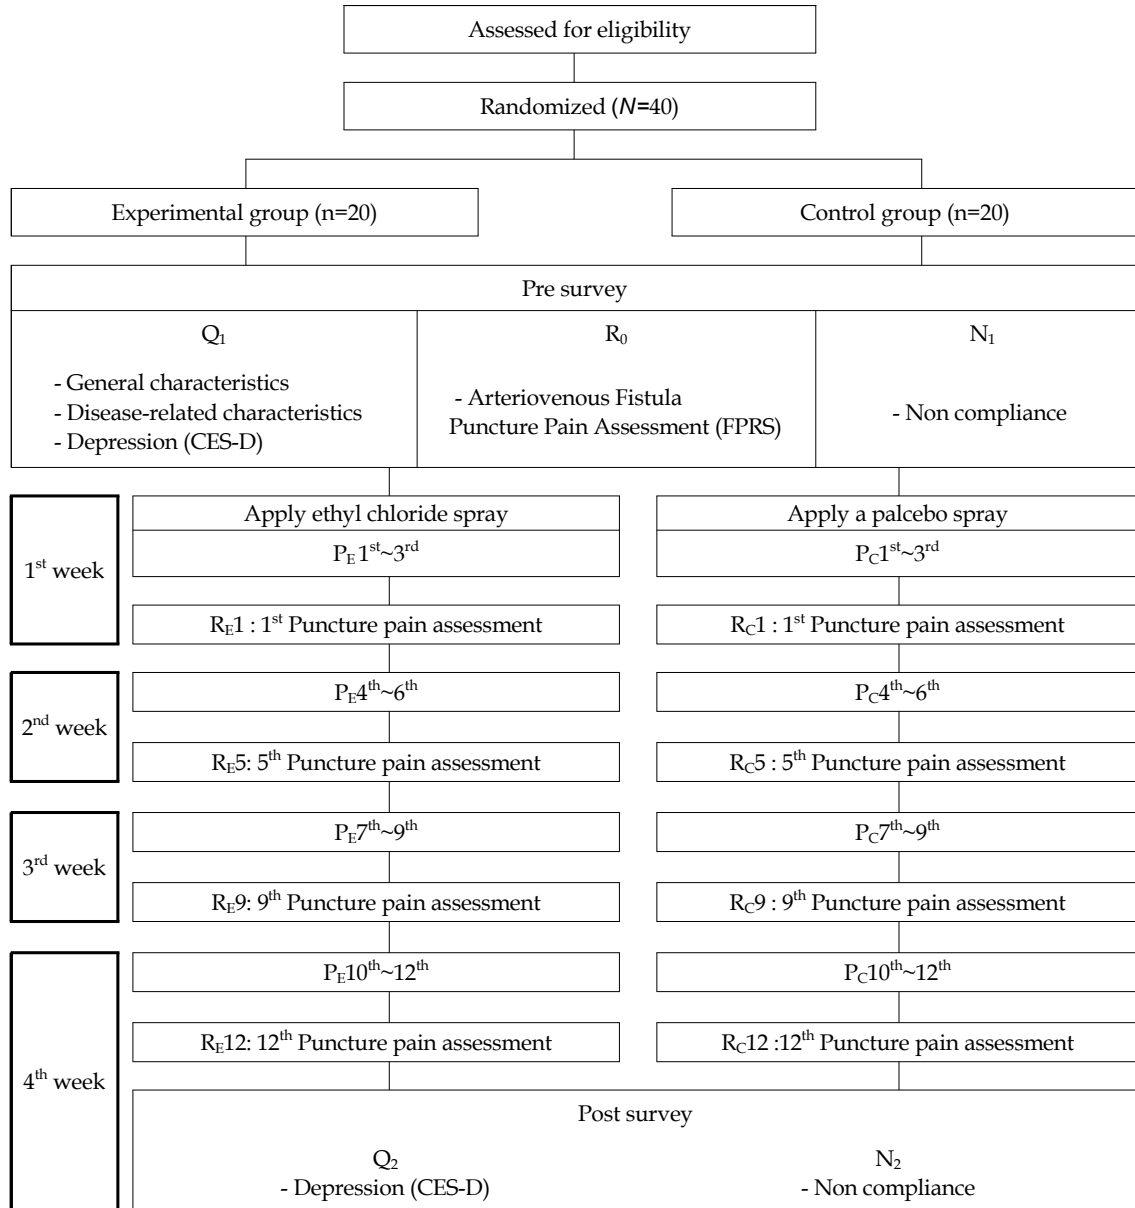 Assessed for eligibility
Randomized (N=40)
Experimental group (n=20)
Control group (n=20)
Pre survey
Q1
- General characteristics
- Disease-related characteristics
- Depression (CES-D)
R0
- Arteriovenous Fistula
Puncture Pain Assessment (FPRS)
N1
- Non compliance
1st week
Apply ethyl chloride spray
Apply a palcebo spray
PE 1st~3rd
PC1st~3rd
RE1 : 1st Puncture pain assessment
RC1 : 1st Puncture pain assessment
2nd week
PE4th~6th
PC4th~6th
RE5: 5th Puncture pain assessment
RC5 : 5th Puncture pain assessment
3rd week
PE7th~9th
PC7th~9th
RE9: 9th Puncture pain assessment
RC9 : 9th Puncture pain assessment
4th week
PE10th~12th
PC10th~12th
RE12: 12th Puncture pain assessment
RC12 :12th Puncture pain assessment
Post survey
Q2
- Depression (CES-D)
N2
- Non compliance